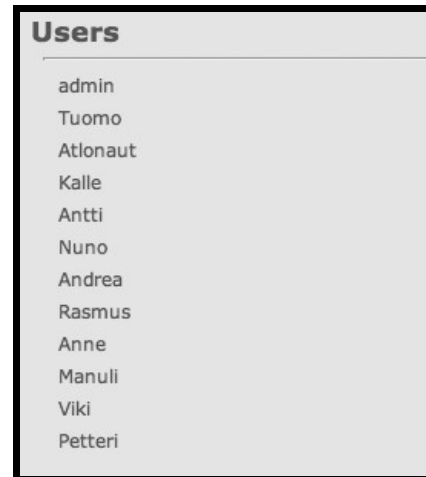 Users
admin
Tuomo
Atlonaut
Kalle
Antti
Nuno
Andrea
Rasmus
Anne
Manuli
Viki
Petteri